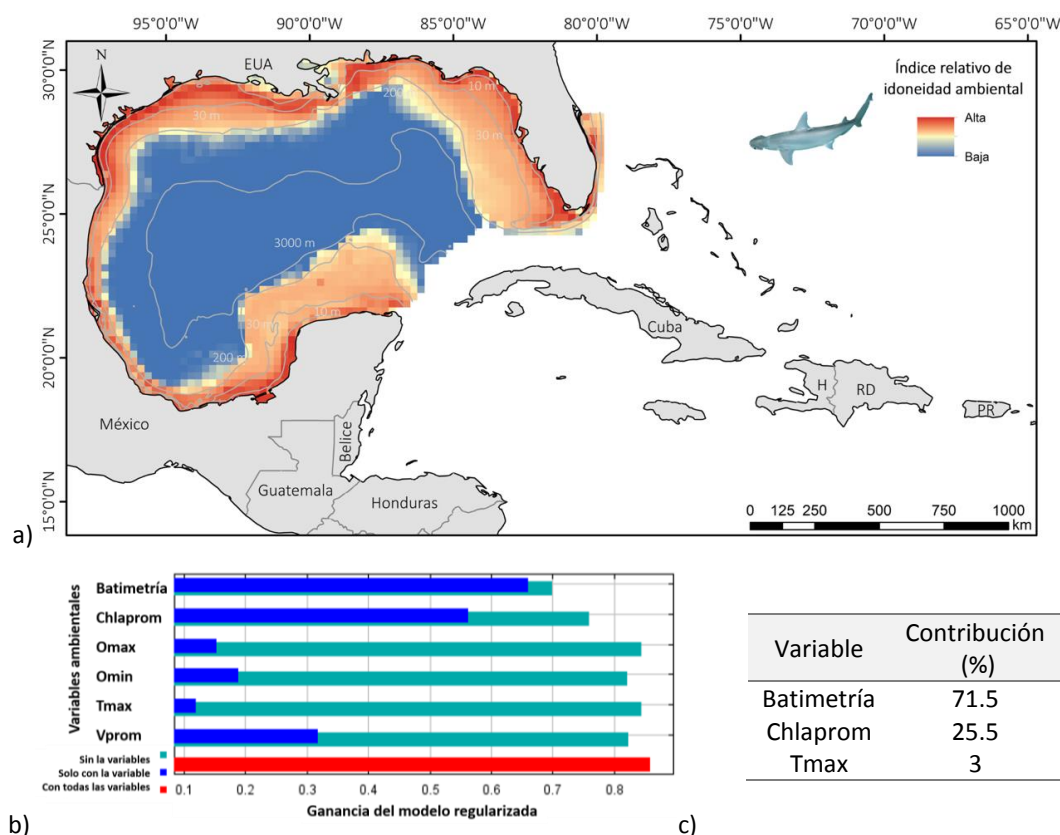 95°0'0"W 90°0'0"W 85°0'0"W 80°0'0"W 75°0'0"W 70°0'0"W 65°0'0"W
30°0'0"N
25°0'0"N
20°0'0"N
15°0'0"N
N
EUA
Índice relativo de
idoneidad ambiental
Alta
Baja
10 m
200
30 m
30 m
3000 m
10 m
30 m
200 m
Cuba
H
RD
PR
México
Belice
Guatemala
Honduras
0 125 250 500 750 1000
km
a)
Variables ambientales
Batimetría
Chlaprom
Omax
Omin
Tmax
Vprom
Sin la variables
Solo con la variable
Con todas las variables
0.1 0.2 0.3 0.4 0.5 0.6 0.7 0.8
Ganancia del modelo regularizada
b)
Variable Contribución
(%)
Batimetría 71.5
Chlaprom 25.5
Tmax 3
c)